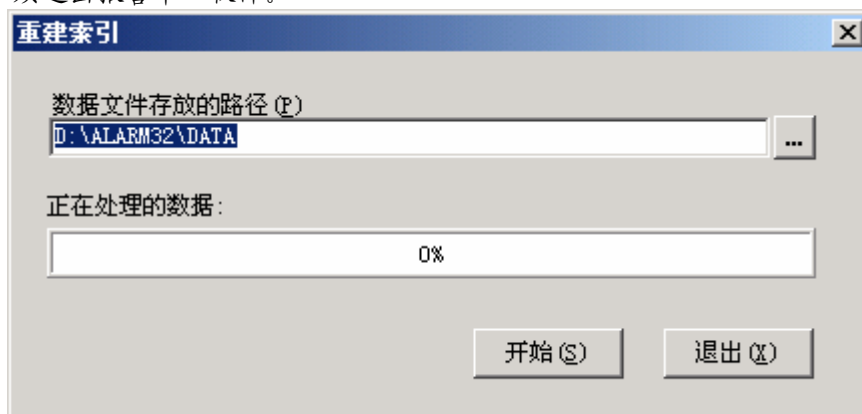 重建索引
数据文件存放的路径(P)
D:\ALARM32\DATA
...
正在处理的数据:
0%
开始(S) 退出(X)